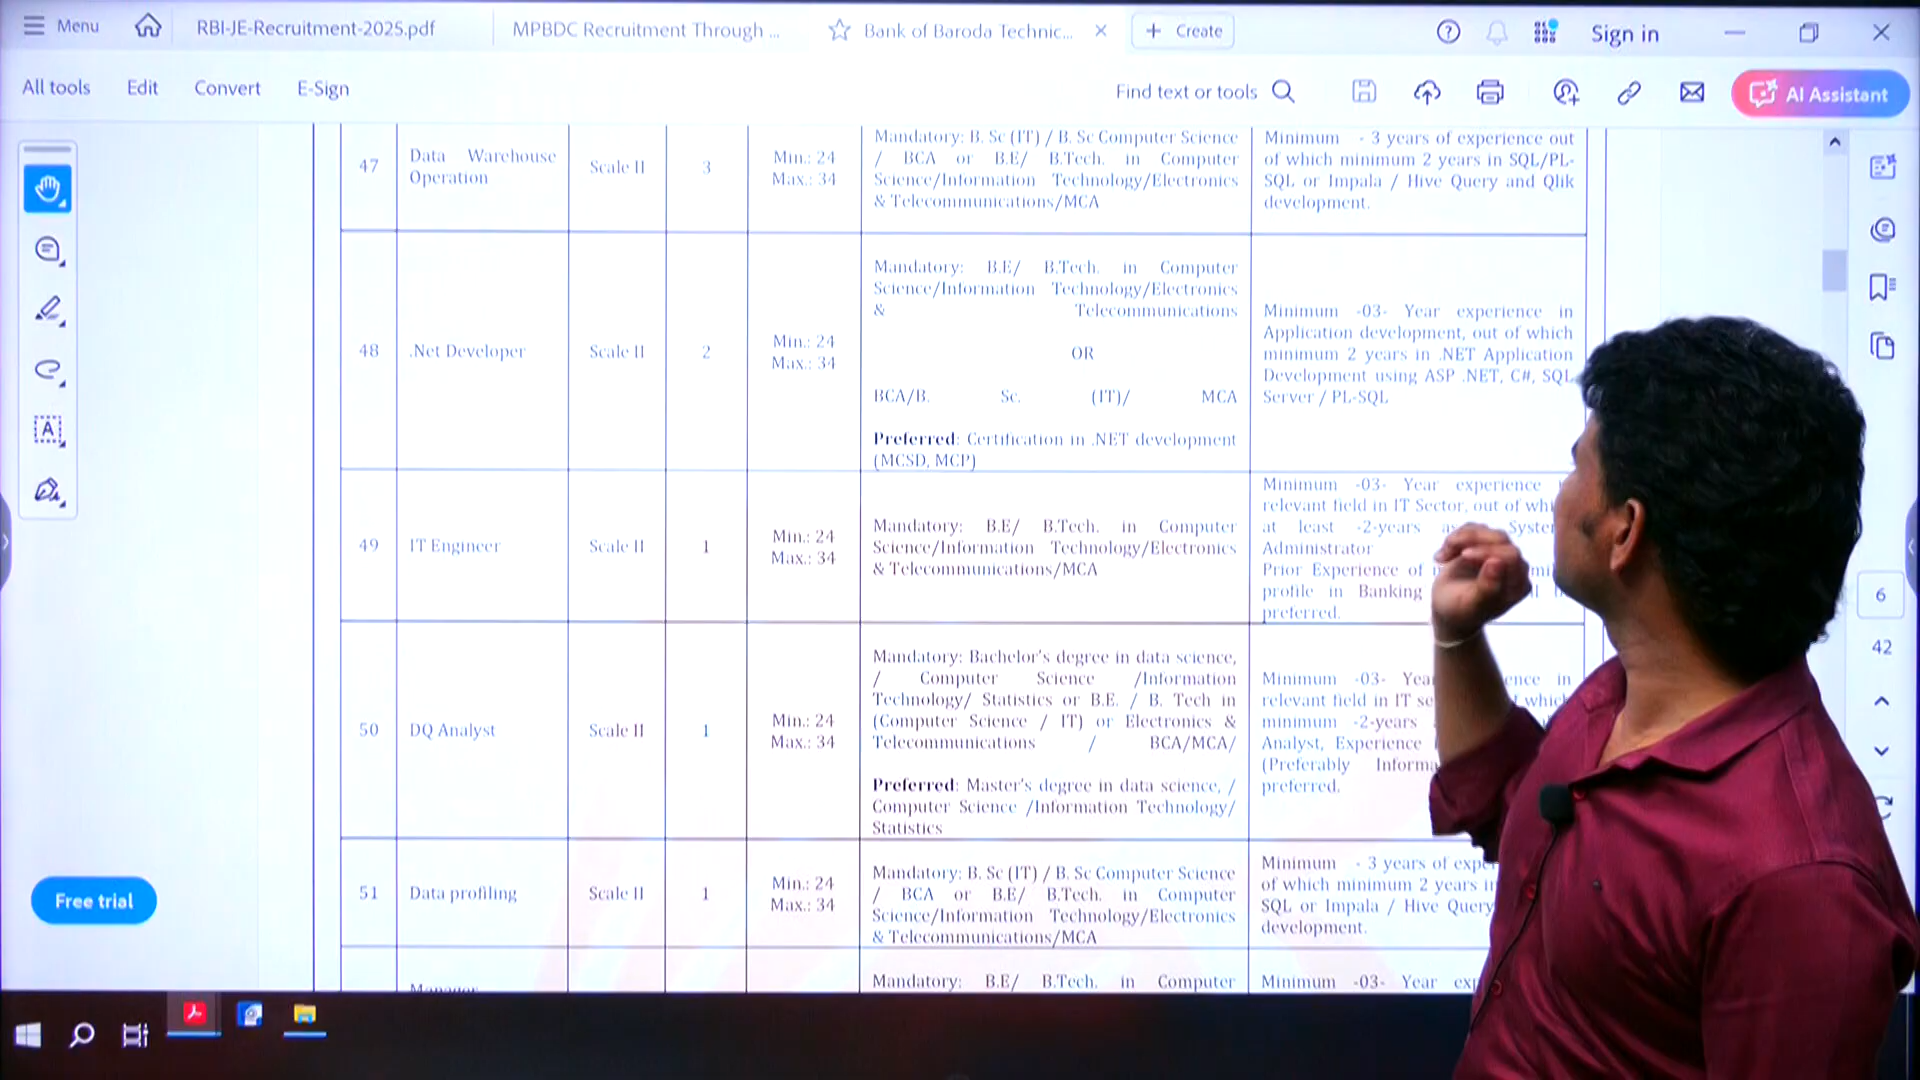 Menu
RBI-JE-Recruitment-2025.pdf
MPBDC Recruitment Through ...
Bank of Baroda Technic...
Create
Sign in
All tools
Edit
Convert
E-Sign
Find text or tools
AI Assistant
47
Data Warehouse
Operation
Scale II
3
Min.: 24
Max.: 34
Mandatory: B. Sc (IT) / B. Sc Computer Science
/ BCA or B.E/ B.Tech. in Computer
Science/Information Technology/Electronics
& Telecommunications/MCA
Minimum - 3 years of experience out
of which minimum 2 years in SQL/PL-
SQL or Impala / Hive Query and Qlik
development.
48
.Net Developer
Scale II
2
Min.: 24
Max.: 34
Mandatory: B.E/ B.Tech. in Computer
Science/Information Technology/Electronics
& Telecommunications
OR
BCA/B. Sc. (IT)/ MCA
Preferred: Certification in .NET development
(MCSD, MCP)
Minimum -03- Year experience in
Application development, out of which
minimum 2 years in .NET Application
Development using ASP .NET, C#, SQL
Server / PL-SQL
49
IT Engineer
Scale II
1
Min.: 24
Max.: 34
Mandatory: B.E/ B.Tech. in Computer
Science/Information Technology/Electronics
& Telecommunications/MCA
Minimum -03- Year experience
relevant field in IT Sector, out of
at least -2-years
Administrator
Prior Experience of
profile in Banking
preferred.
50
DQ Analyst
Scale II
1
Min.: 24
Max.: 34
Mandatory: Bachelor's degree in data science,
/ Computer Science /Information
Technology/ Statistics or B.E. / B. Tech in
(Computer Science / IT) or Electronics &
Telecommunications / BCA/MCA/
Preferred: Master's degree in data science, /
Computer Science /Information Technology/
Statistics
Minimum -03- in
relevant field in IT which
minimum -2-years
Analyst, Experience
(Preferably
preferred.
51
Data profiling
Scale II
1
Min.: 24
Max.: 34
Mandatory: B. Sc (IT) / B. Sc Computer Science
/ BCA or B.E/ B.Tech. in Computer
Science/Information Technology/Electronics
& Telecommunications/MCA
Minimum - 3 years of
of which minimum 2 years
SQL or Impala / Hive Query
development.
Mandatory: B.E/ B.Tech. in Computer
Minimum -03- Year
6
42
Free trial